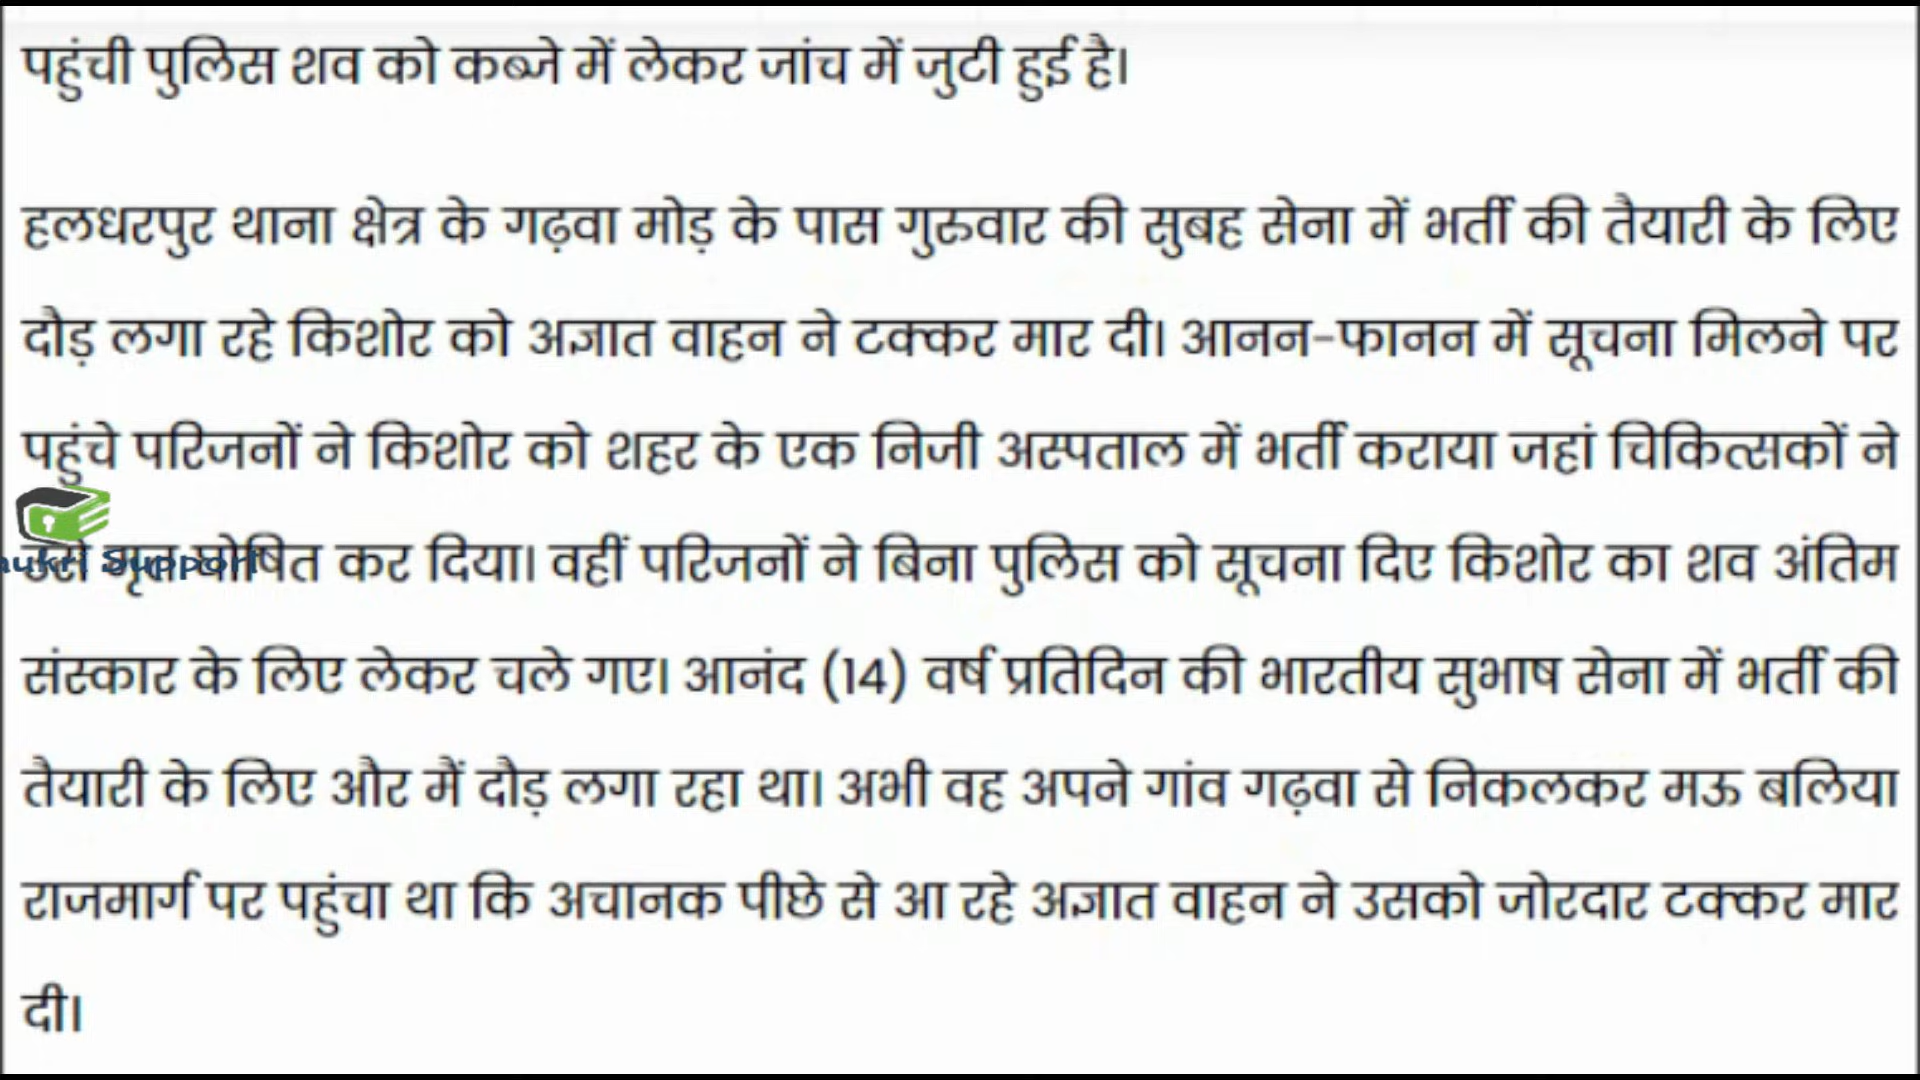 पहुंची पुलिस शव को कब्जे में लेकर जांच में जुटी हुई है।
हलधरपुर थाना क्षेत्र के गढ़वा मोड़ के पास गुरुवार की सुबह सेना में भर्ती की तैयारी के लिए
दौड़ लगा रहे किशोर को अज्ञात वाहन ने टक्कर मार दी। आनन-फानन में सूचना मिलने पर
पहुंचे परिजनों ने किशोर को शहर के एक निजी अस्पताल में भर्ती कराया जहां चिकित्सकों ने
उसे मृत घोषित कर दिया। वहीं परिजनों ने बिना पुलिस को सूचना दिए किशोर का शव अंतिम
संस्कार के लिए लेकर चले गए। आनंद (14) वर्ष प्रतिदिन की भारतीय सुभाष सेना में भर्ती की
तैयारी के लिए और मैं दौड़ लगा रहा था। अभी वह अपने गांव गढ़वा से निकलकर मऊ बलिया
राजमार्ग पर पहुंचा था कि अचानक पीछे से आ रहे अज्ञात वाहन ने उसको जोरदार टक्कर मार
दी।
ukri Support